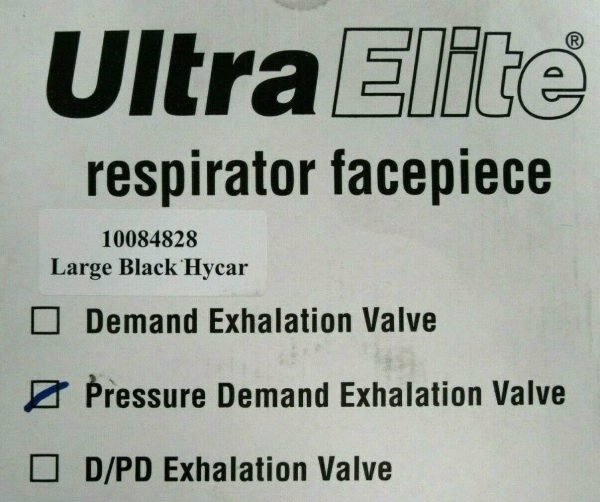 Ultra Elite®
respirator facepiece
10084828
Large Black Hycar
Demand Exhalation Valve
Pressure Demand Exhalation Valve
D/PD Exhalation Valve